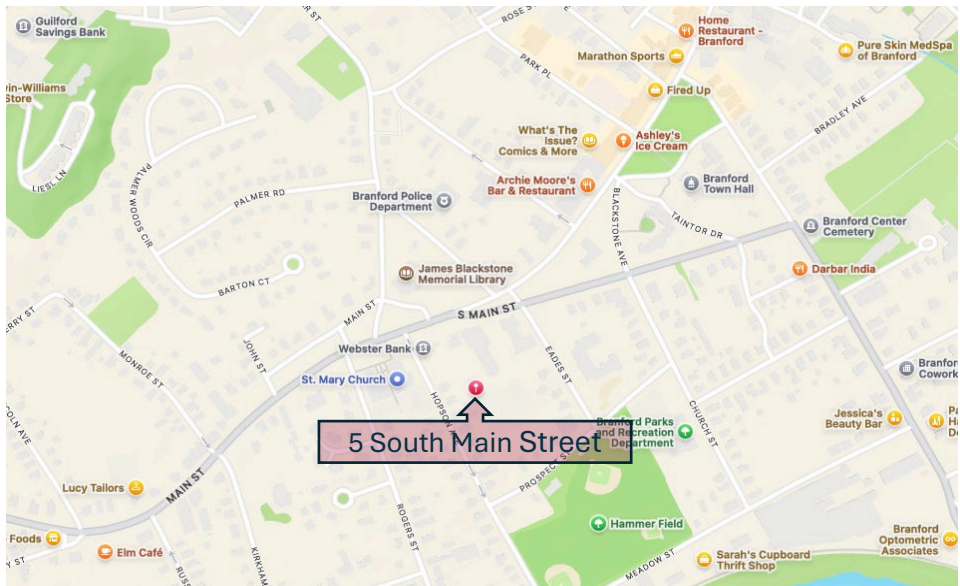 Guilford
Savings Bank
ROSE S
Home
Restaurant -
Branford
Marathon Sports
Pure Skin MedSpa
of Branford
PARK PL
Fired Up
BRADLEY AVE
What's The
Issue?
Comics & More
Ashley's
Ice Cream
LIESL LN
PALMER WOODS CIR
PALMER RD
Branford Police
Department
Archie Moore's
Bar & Restaurant
Branford
Town Hall
BLACKSTONE AVE
TAINTOR DR
Branford Center
Cemetery
James Blackstone
Memorial Library
Darbar India
BARTON CT
MAIN ST
S MAIN ST
MONROE ST
JOHN ST
Webster Bank
EADES ST
St. Mary Church
HOPSON
5 South Main Street
Branford Parks
and Recreation
Department
CHURCH ST
Jessica's
Beauty Bar
PROSPECT ST
Lucy Tailors
MAIN ST
Hammer Field
Foods
Elm Café
ROGERS ST
KIRKHAM
MEADOW ST
Sarah's Cupboard
Thrift Shop
Branford
Optometric
Associates